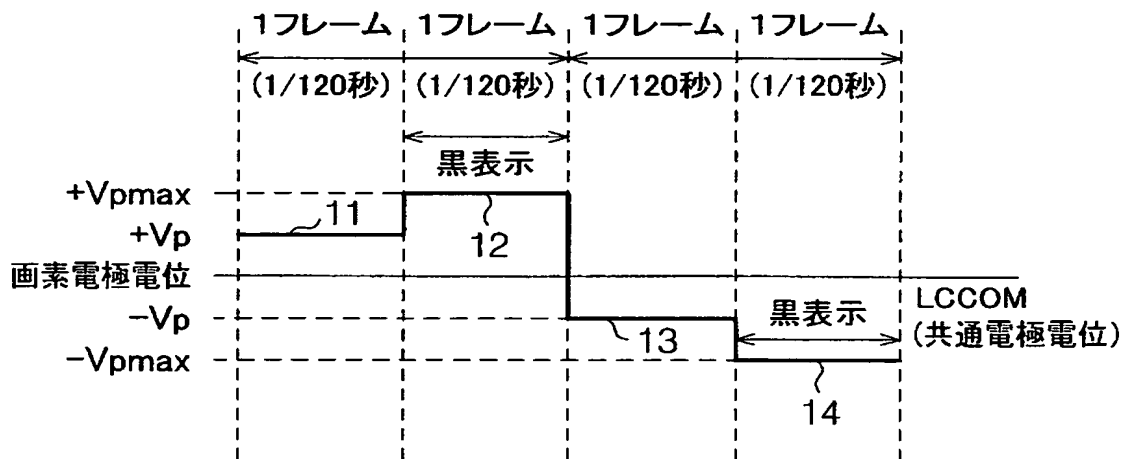 1フレーム 1フレーム 1フレーム 1フレーム
(1/120秒) (1/120秒) (1/120秒) (1/120秒)
黒表示
+Vpmax
11
12
+Vp
画素電極電位
LCCOM
(共通電極電位)
−Vp
黒表示
13
−Vpmax
14